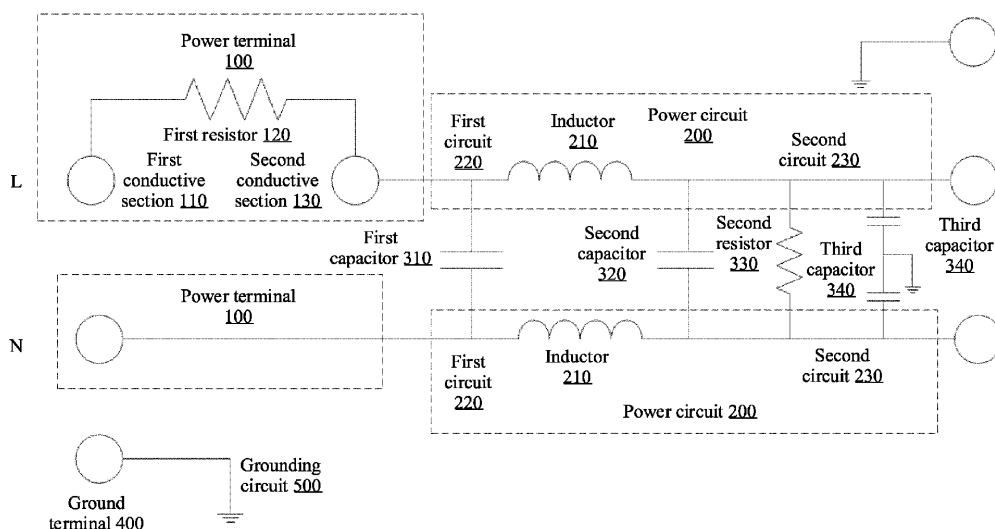 Power terminal
100
First resistor 120
First
conductive
section 110
Second
conductive
section 130
L
First
circuit
220
Inductor
210
Power circuit
200
Second
circuit 230
First
capacitor 310
Second
capacitor
320
Second
resistor
330
Third
capacitor
340
Third
capacitor
340
Power terminal
100
N
First
circuit
220
Inductor
210
Second
circuit 230
Power circuit 200
Grounding
circuit 500
Ground
terminal 400